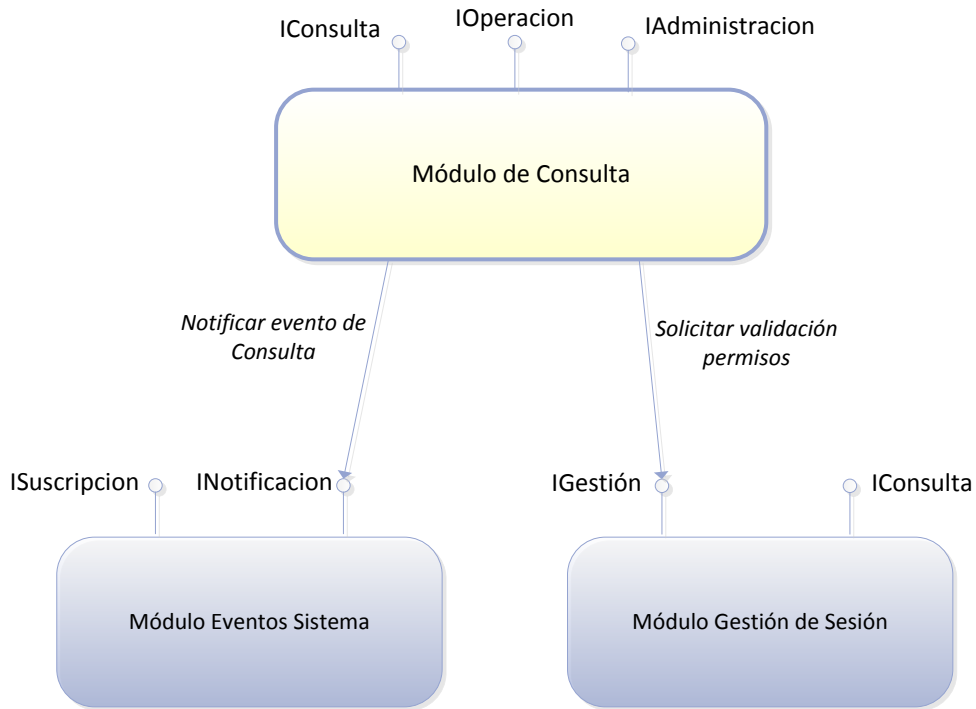 IConsulta
IOperacion
IAdministracion
Módulo de Consulta
Notificar evento de
Consulta
Solicitar validación
permisos
ISuscripcion
INotificacion
IGestión
IConsulta
Módulo Eventos Sistema
Módulo Gestión de Sesión